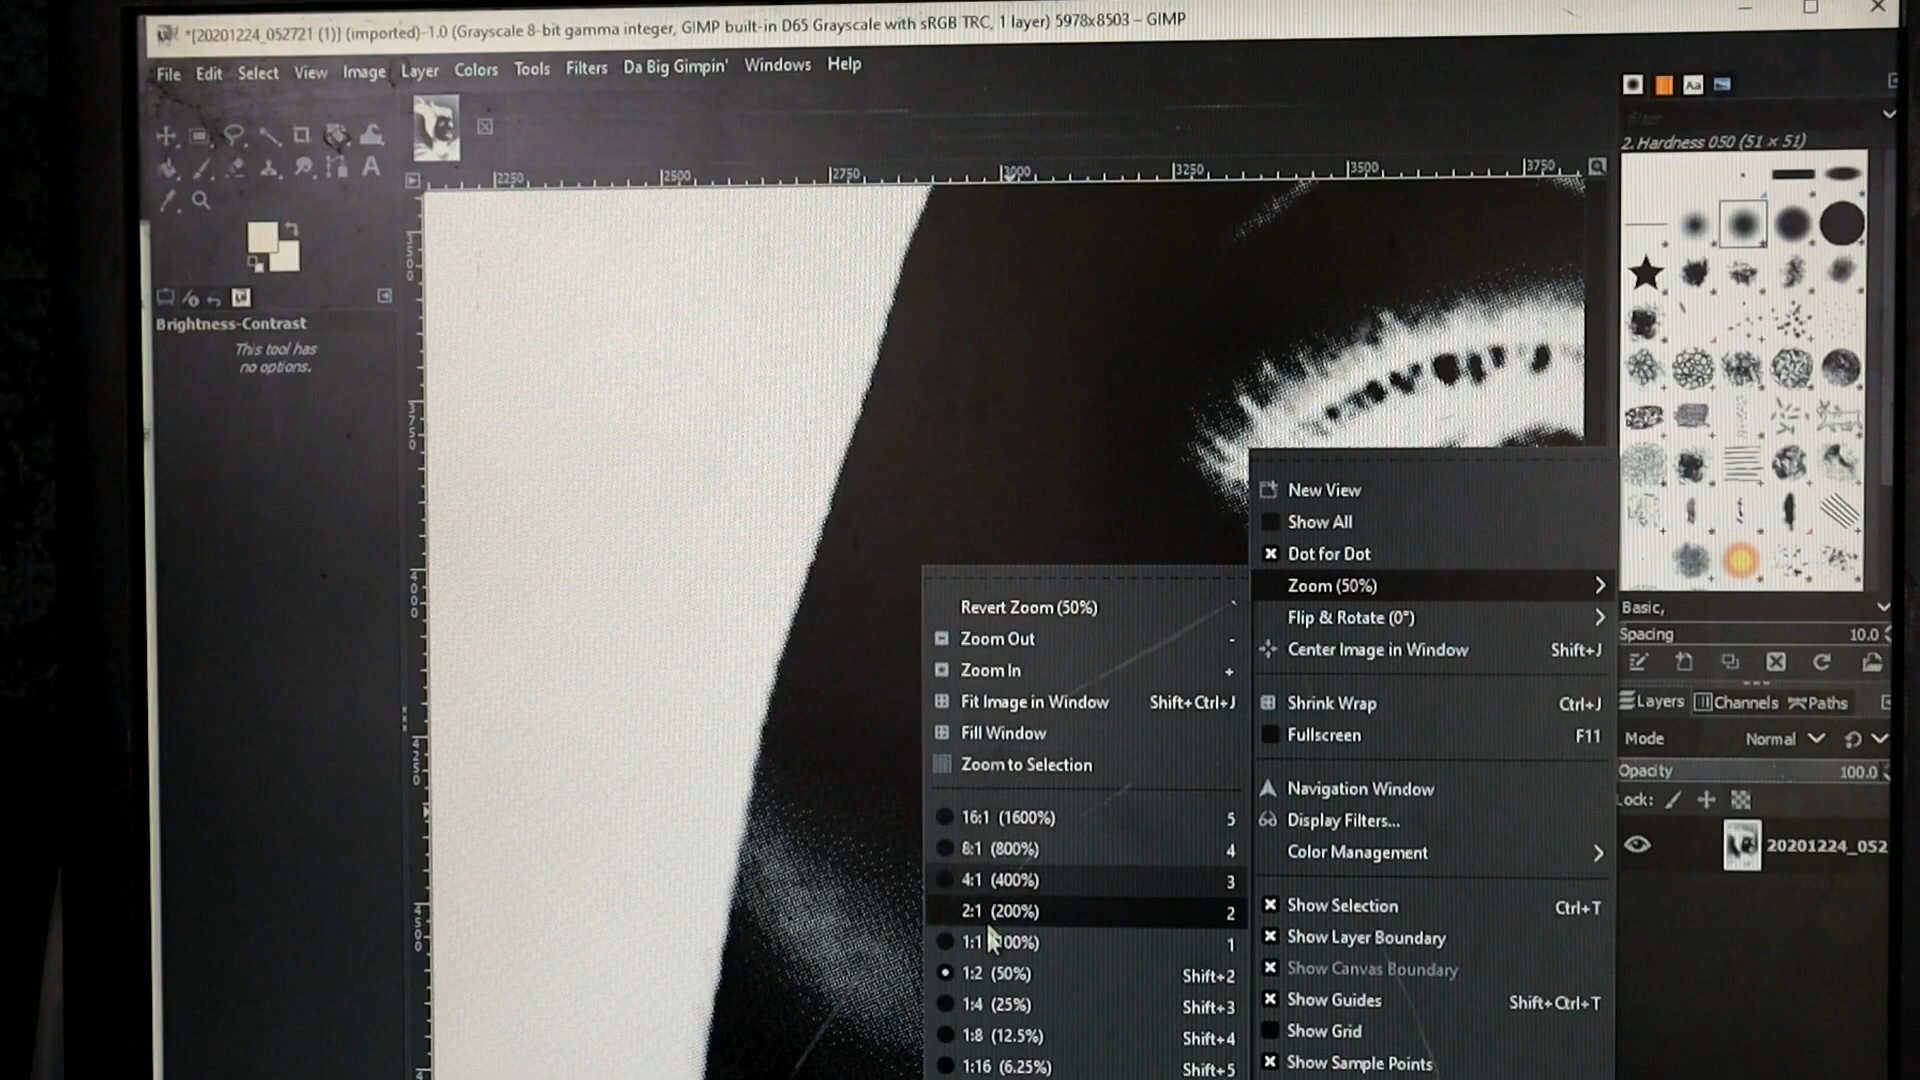 *[20201224_052721 (1)] (imported)-1.0 (Grayscale 8-bit gamma integer, GIMP built-in D65 Grayscale with sRGB TRC, 1 layer) 5978x8503 – GIMP
File Edit Select View Image Layer Colors Tools Filters Da Big Gimpin' Windows Help
filter
2. Hardness 050 (51 × 51)
2250 2500 2750 3000 3250 3500 3750
3500
3750
4000
4250
4500
Brightness-Contrast
This tool has
no options.
New View
Show All
Dot for Dot
Zoom (50%)
Flip & Rotate (0°)
Center Image in Window Shift+J
Shrink Wrap Ctrl+J
Fullscreen F11
Navigation Window
Display Filters...
Color Management
Show Selection Ctrl+T
Show Layer Boundary
Show Canvas Boundary
Show Guides Shift+Ctrl+T
Show Grid
Show Sample Points
Revert Zoom (50%) `
Zoom Out -
Zoom In +
Fit Image in Window Shift+Ctrl+J
Fill Window
Zoom to Selection
16:1 (1600%) 5
8:1 (800%) 4
4:1 (400%) 3
2:1 (200%) 2
1:1 (100%) 1
1:2 (50%) Shift+2
1:4 (25%) Shift+3
1:8 (12.5%) Shift+4
1:16 (6.25%) Shift+5
Basic,
Spacing 10.0
Layers Channels Paths
Mode Normal
Opacity 100.0
Lock:
20201224_052